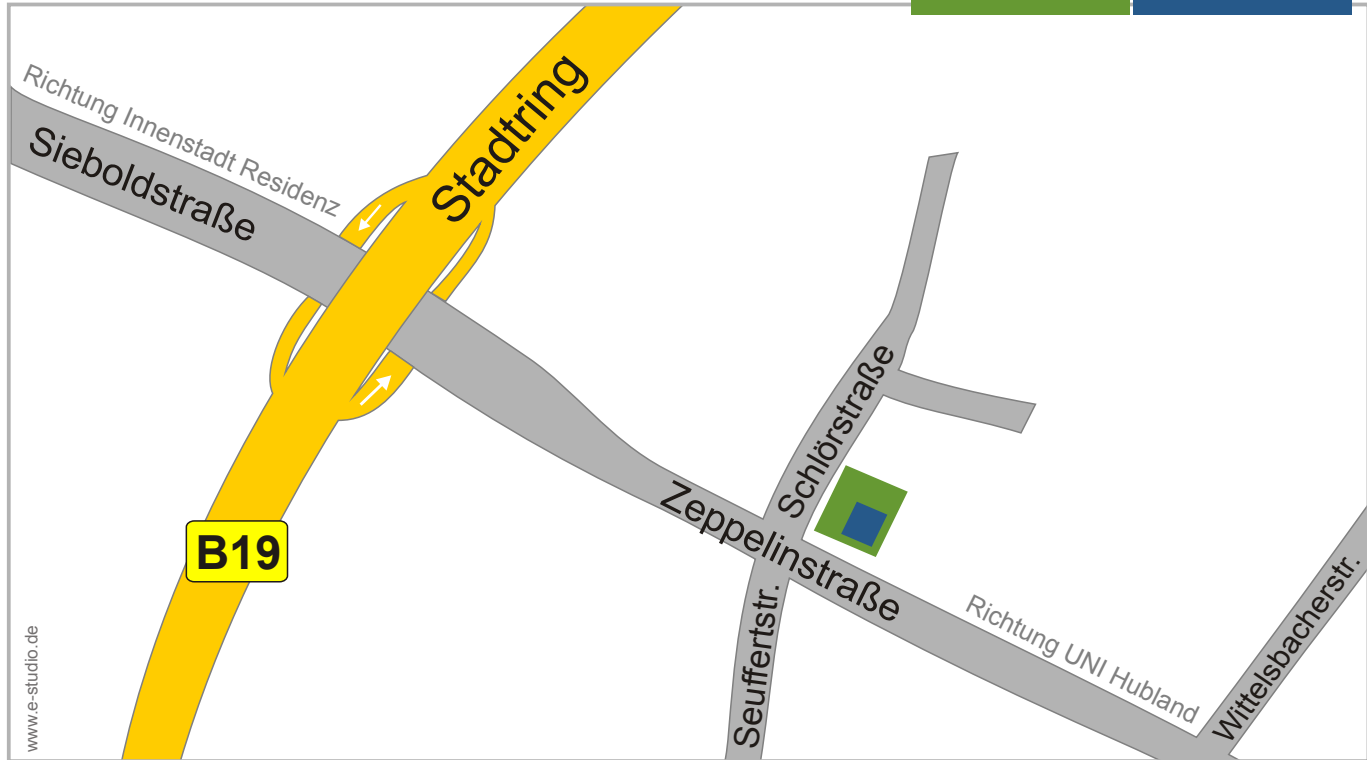 Richtung Innenstadt Residenz
Sieboldstraße
Stadtring
B19
Schlörstraße
Zeppelinstraße
Seuffertstr.
Richtung UNI Hubland
Wittelsbacherstr.
www.e-studio.de